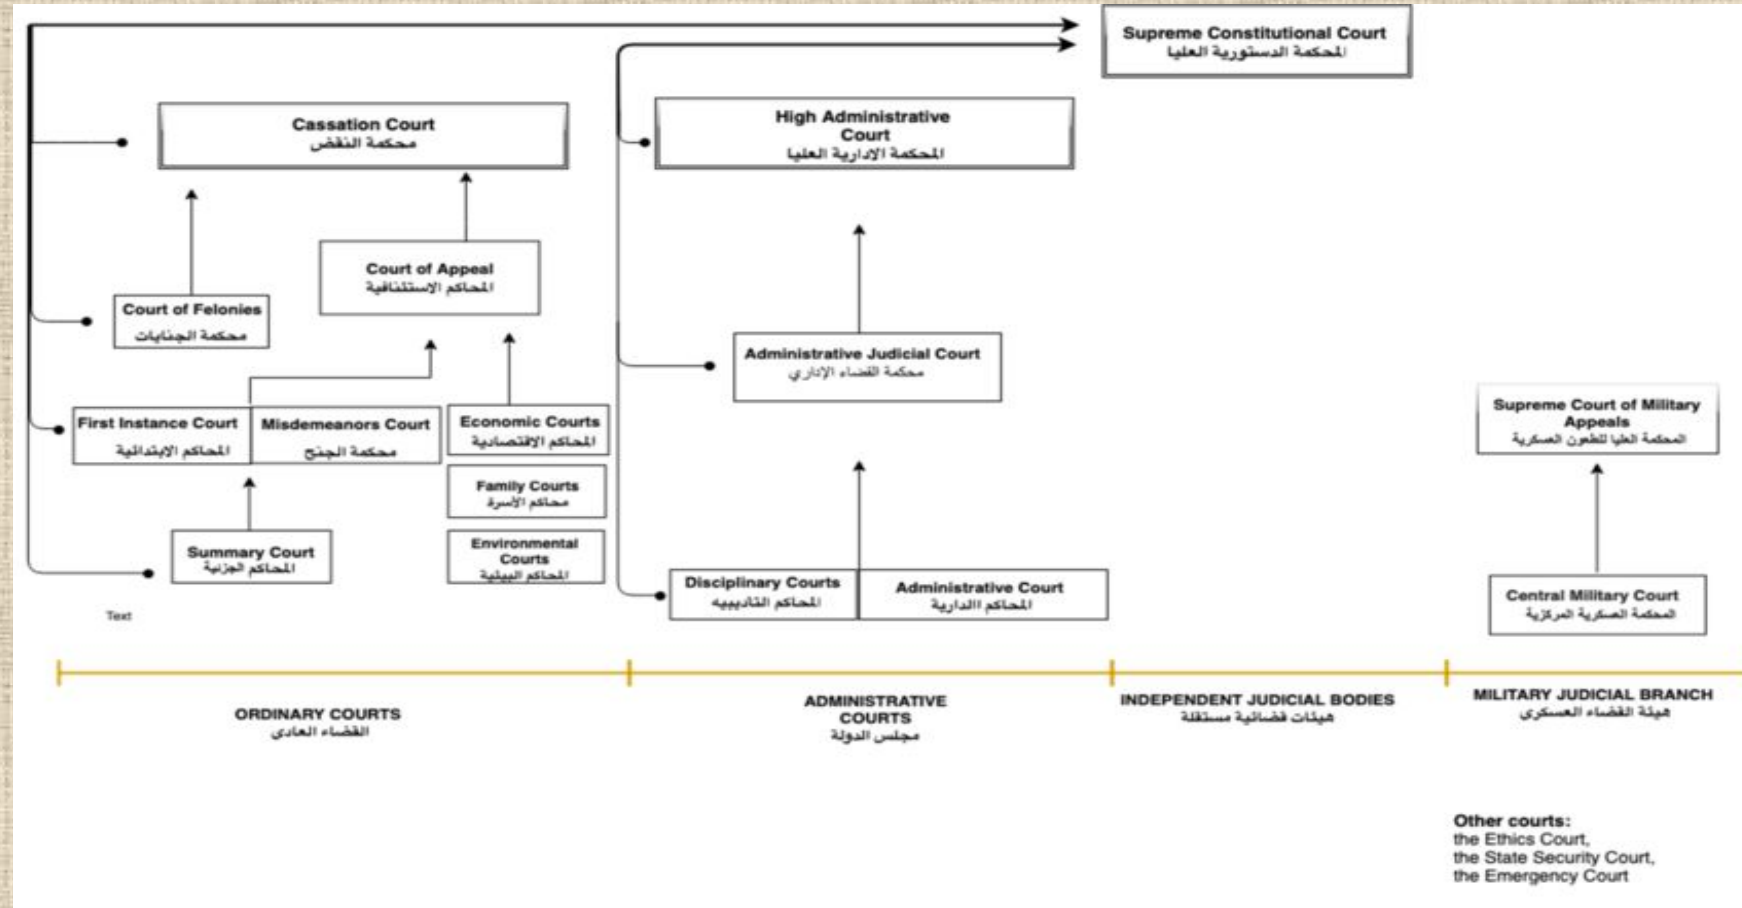 Supreme Constitutional Court
المحكمة الدستورية العليا
Cassation Court
محكمة النقض
High Administrative
Court
المحكمة الإدارية العليا
Court of Appeal
المحاكم الاستئنافية
Court of Felonies
محكمة الجنايات
Administrative Judicial Court
محكمة القضاء الإداري
First Instance Court
المحاكم الابتدائية
Misdemeanors Court
محكمة الجنح
Economic Courts
المحاكم الاقتصادية
Family Courts
محاكم الأسرة
Environmental
Courts
المحاكم البيئية
Summary Court
المحاكم الجزئية
Disciplinary Courts
المحاكم التأديبيه
Administrative Court
المحاكم االدارية
Supreme Court of Military
Appeals
المحكمة العليا للطعون العسكرية
Central Military Court
المحكمة العسكرية المركزية
Text
ORDINARY COURTS
القضاء العادى
ADMINISTRATIVE
COURTS
مجلس الدولة
INDEPENDENT JUDICIAL BODIES
هيئات قضائية مستقلة
MILITARY JUDICIAL BRANCH
هيئة القضاء العسكرى
Other courts:
the Ethics Court,
the State Security Court,
the Emergency Court